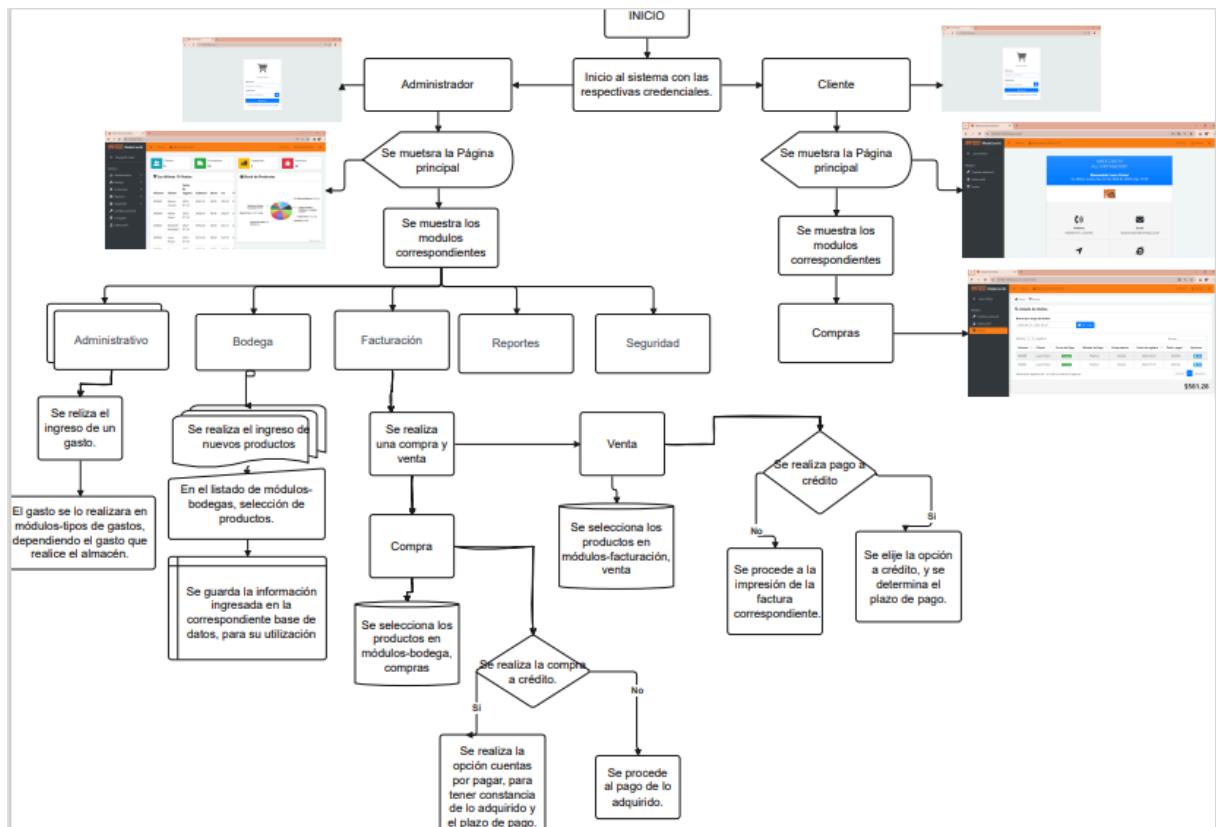 INICIO
Administrador
Inicio al sistema con las
respectivas credenciales.
Cliente
Se muetsra la Página
principal
Se muetsra la Página
principal
Se muestra los
modulos
correspondientes
Se muestra los
modulos
correspondientes
Administrativo
Bodega
Facturación
Reportes
Seguridad
Compras
Se reliza el
ingreso de un
gasto.
Se realiza el ingreso de
nuevos productos
Se realiza
una compra y
venta
Venta
Se realiza pago a
crédito
El gasto se lo realizara en
módulos-tipos de gastos,
dependiendo el gasto que
realice el almacén.
En el listado de módulos-
bodegas, selección de
productos.
Compra
Se selecciona los
productos en
módulos-facturación,
venta
No
Si
Se procede a la
impresión de la
factura
correspondiente.
Se elije la opción
a crédito, y se
determina el
plazo de pago.
Se guarda la información
ingresada en la
correspondiente base de
datos, para su utilización
Se selecciona los
productos en
módulos-bodega,
compras
Se realiza la compra
a crédito.
Si
No
Se realiza la
opción cuentas
por pagar, para
tener constancia
de lo adquirido y
el plazo de pago.
Se procede
al pago de lo
adquirido.
$581.28